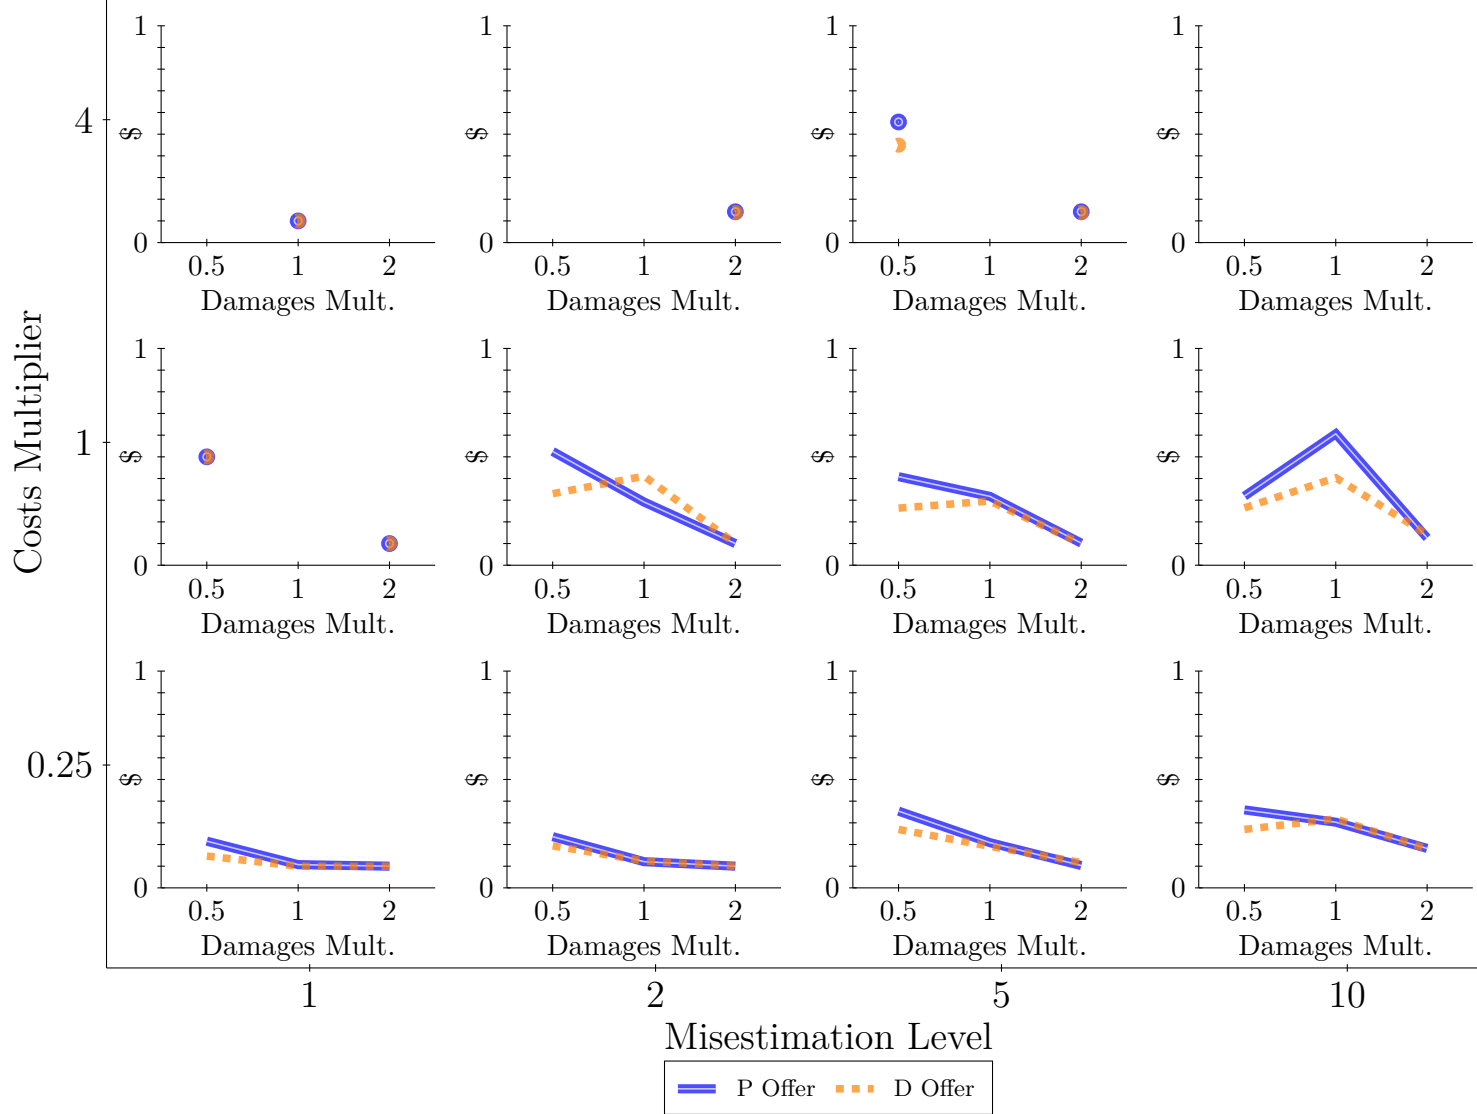 1 1 1 1
4 $ $ $ $
0 0 0 0
0.5 1 2 0.5 1 2 0.5 1 2 0.5 1 2
Damages Mult. Damages Mult. Damages Mult. Damages Mult.
Costs Multiplier
1 1 1 1
1 $ $ $ $
0 0 0 0
0.5 1 2 0.5 1 2 0.5 1 2 0.5 1 2
Damages Mult. Damages Mult. Damages Mult. Damages Mult.
1 1 1 1
0.25 $ $ $ $
0 0 0 0
0.5 1 2 0.5 1 2 0.5 1 2 0.5 1 2
Damages Mult. Damages Mult. Damages Mult. Damages Mult.
1 2 5 10
Misestimation Level
P Offer D Offer